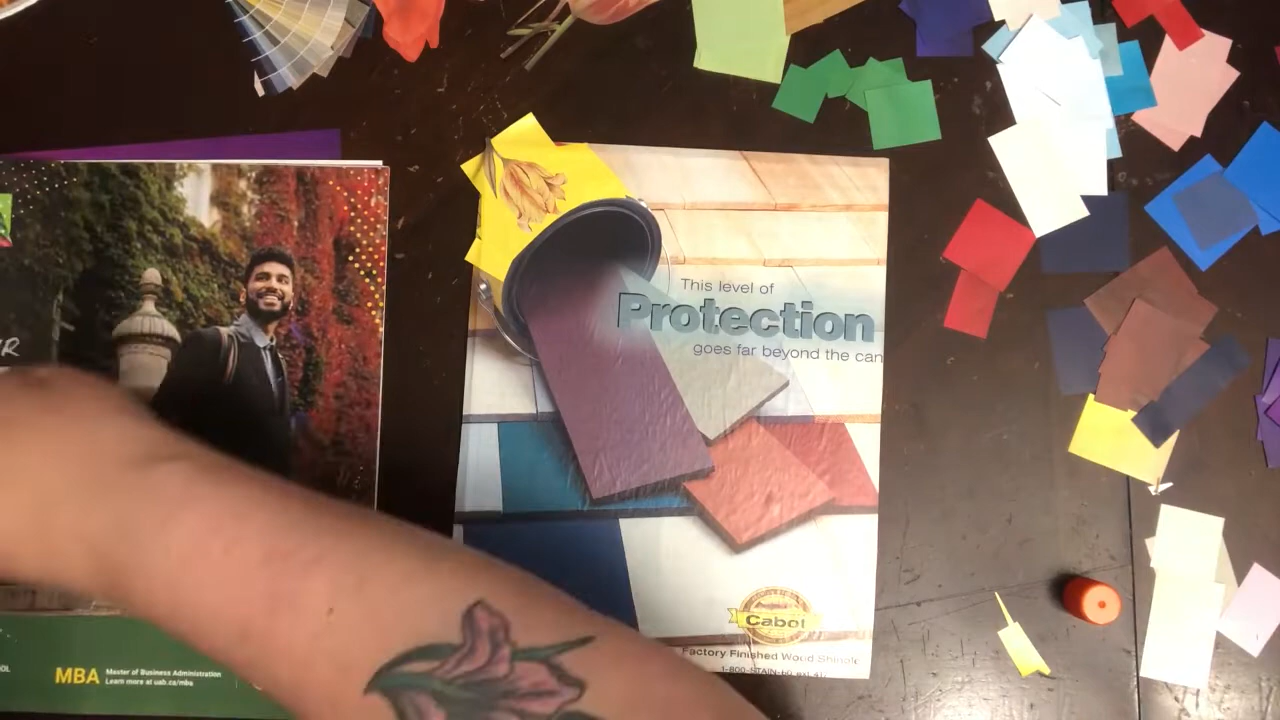 This level of
Protection
goes far beyond the can
Cabot
Factory Finished Wood Shingle
MBA
Master of Business Administration